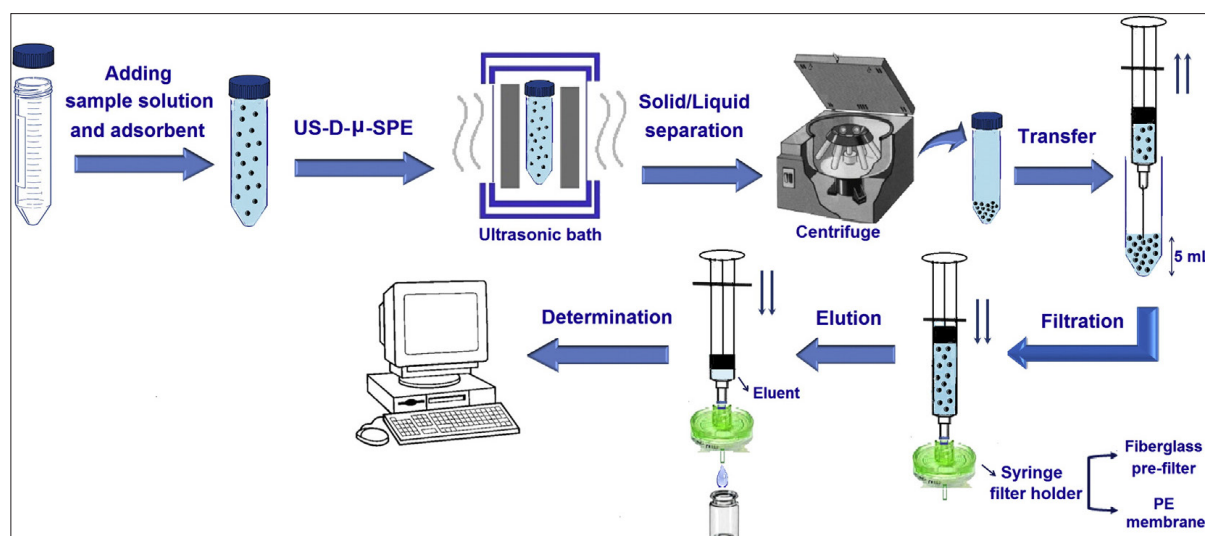 Adding
sample solution
and adsorbent
US-D-μ-SPE
Ultrasonic bath
Solid/Liquid
separation
Centrifuge
Transfer
5 ml
Filtration
Syringe
filter holder
Fiberglass
pre-filter
PE
membrane
Elution
Eluent
Determination